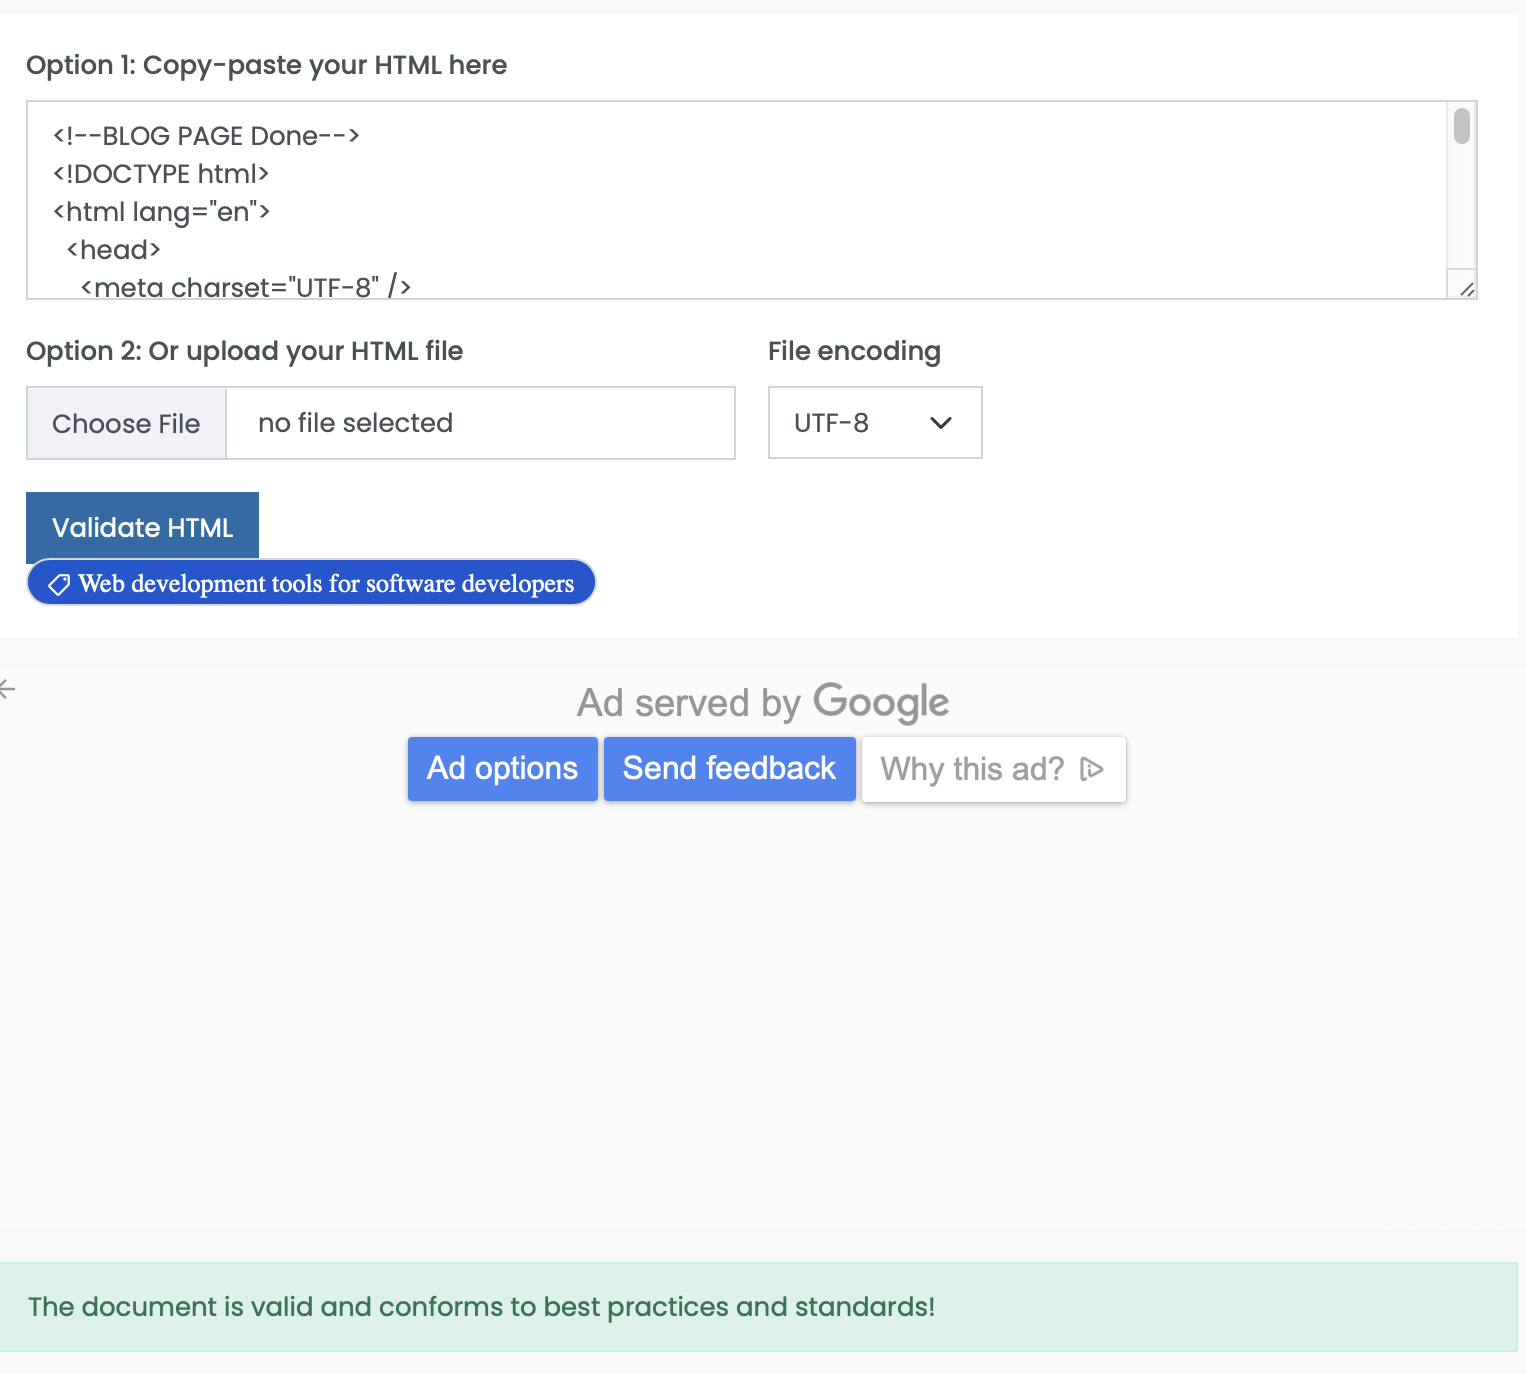 Option 1: Copy-paste your HTML here
<!--BLOG PAGE Done-->
<!DOCTYPE html>
<html lang="en">
<head>
<meta charset="UTF-8" />
Option 2: Or upload your HTML file
File encoding
Choose File
no file selected
UTF-8
Validate HTML
Web development tools for software developers
Ad served by Google
Ad options
Send feedback
Why this ad?
The document is valid and conforms to best practices and standards!